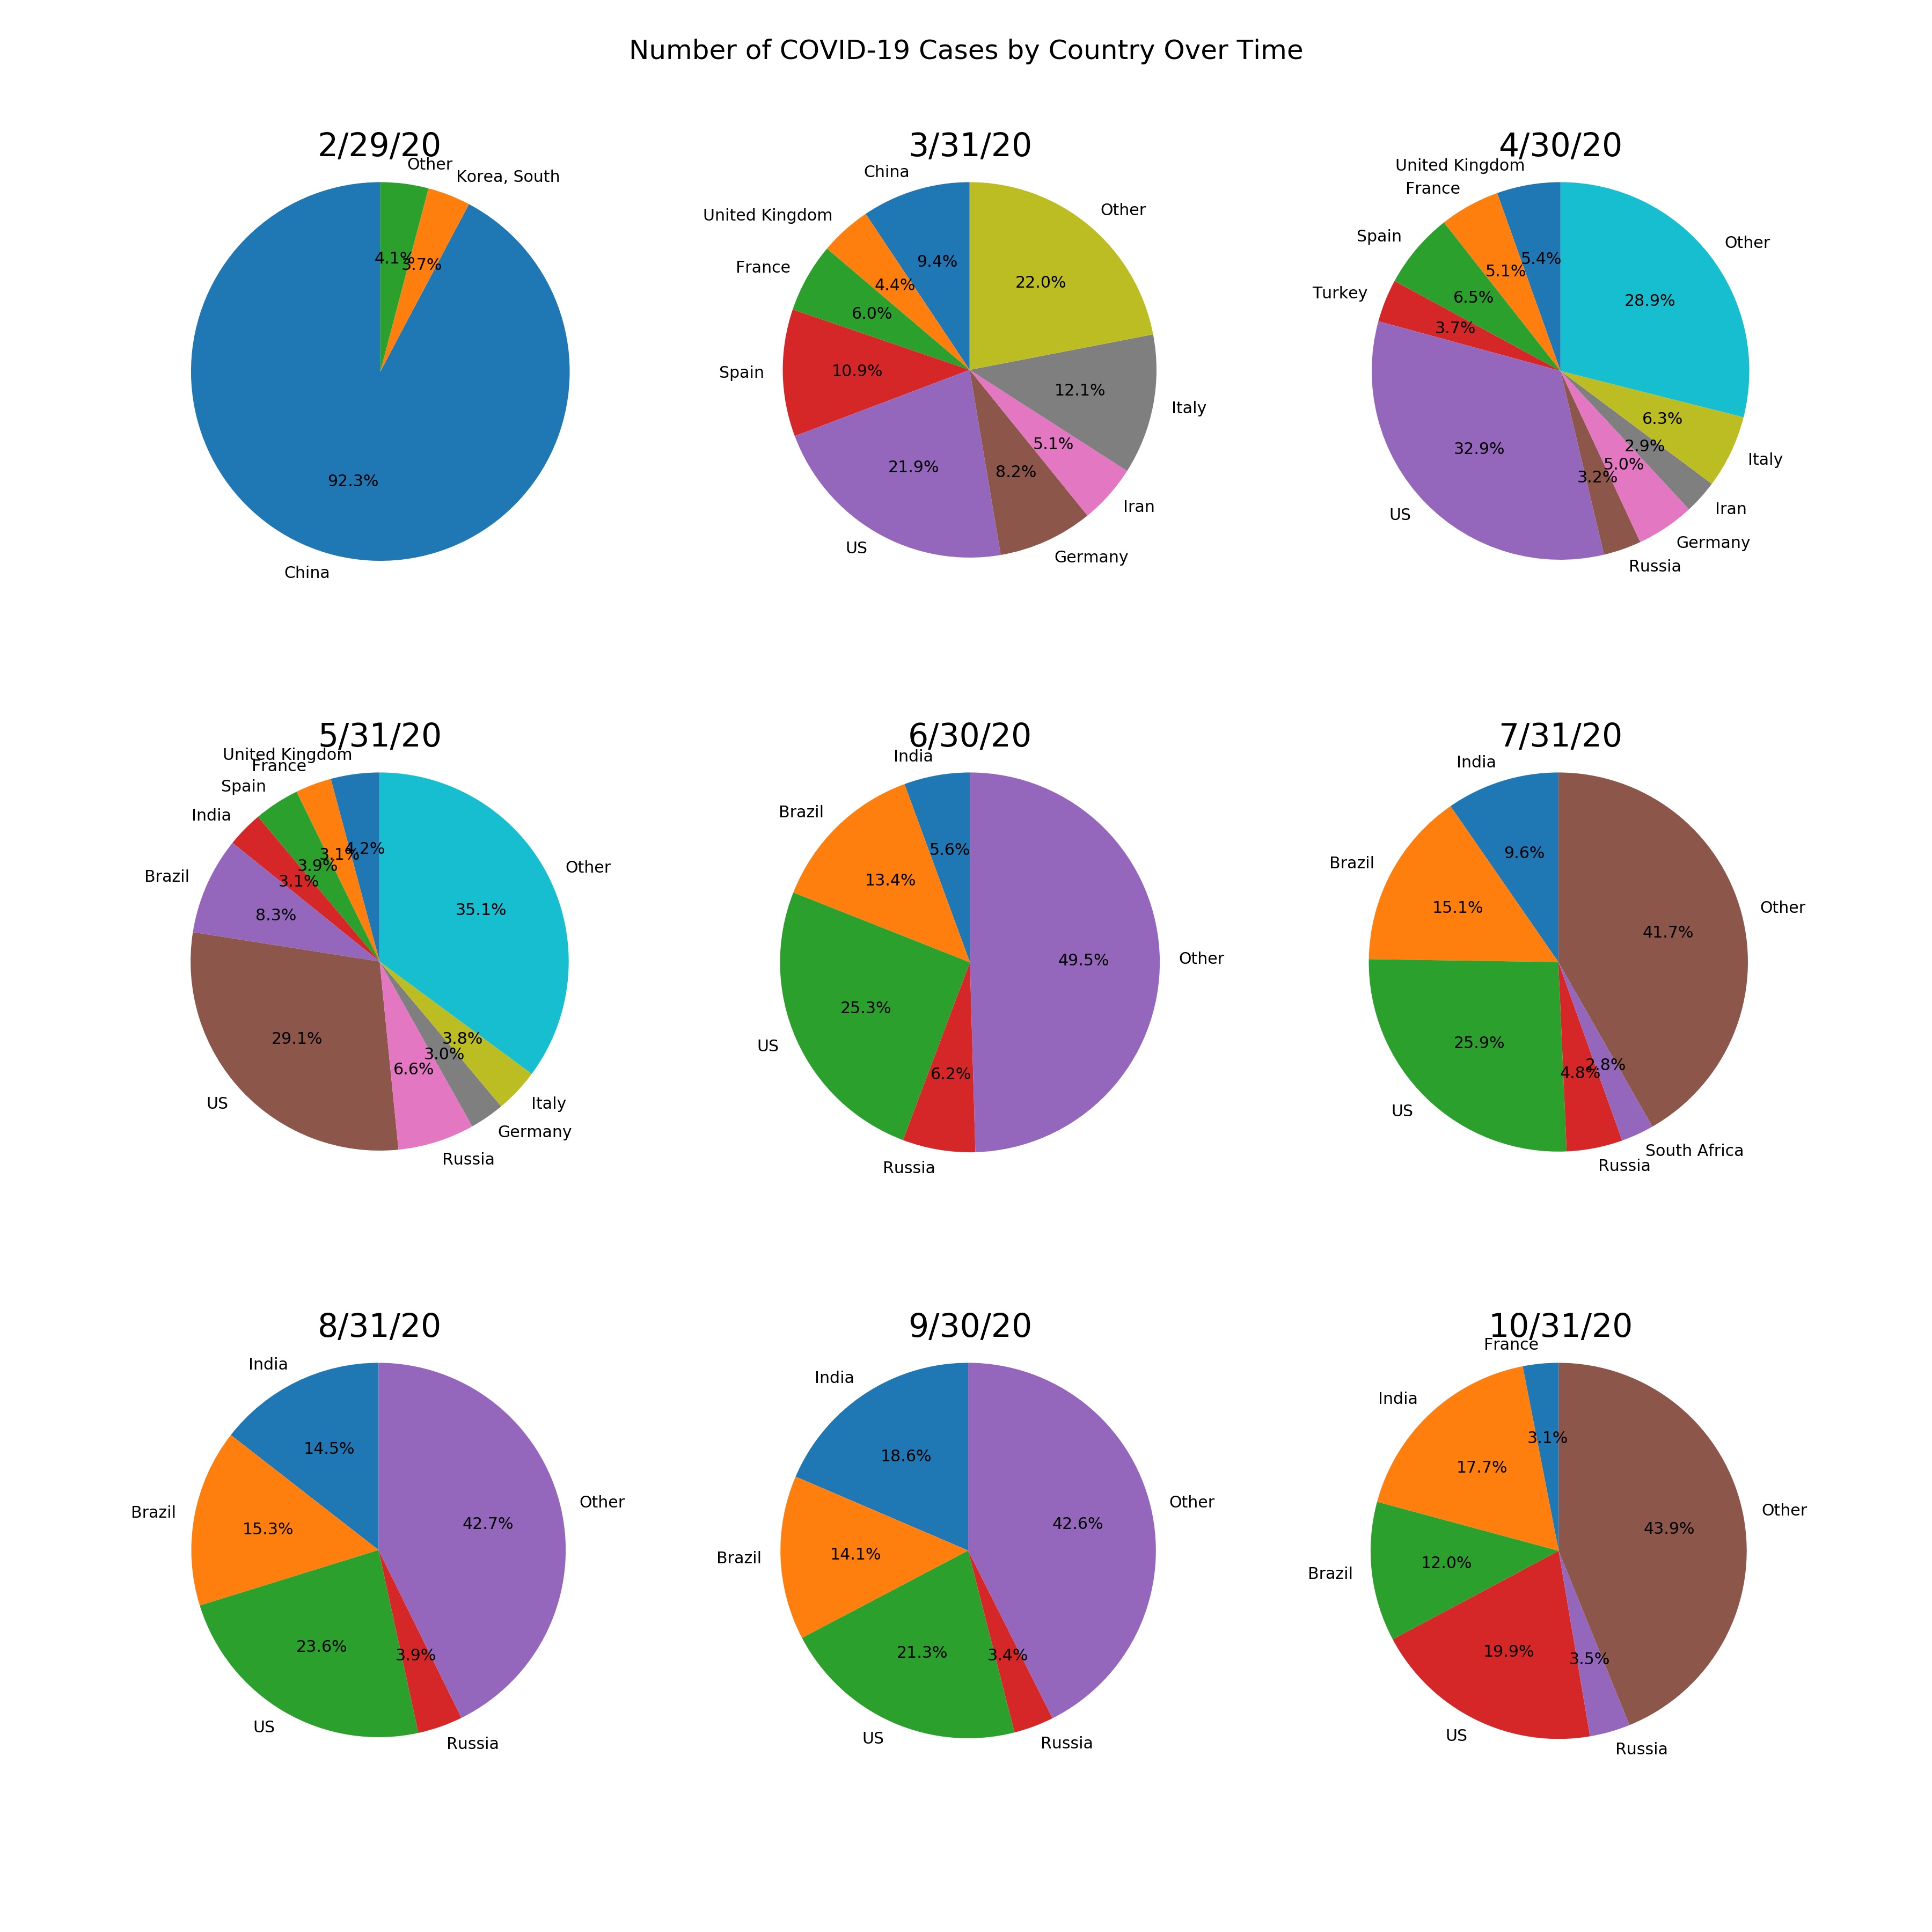 Number of COVID-19 Cases by Country Over Time
2/29/20
Other
Korea, South
4.1%
3.7%
92.3%
China
3/31/20
China
United Kingdom
France
Spain
US
Germany
Iran
Italy
Other
9.4%
4.4%
6.0%
10.9%
21.9%
8.2%
5.1%
12.1%
22.0%
4/30/20
United Kingdom
France
Spain
Turkey
US
Russia
Germany
Iran
Italy
Other
5.4%
5.1%
6.5%
3.7%
32.9%
3.2%
5.0%
2.9%
6.3%
28.9%
5/31/20
United Kingdom
France
Spain
India
Brazil
US
Russia
Germany
Italy
Other
4.2%
3.1%
3.9%
3.1%
8.3%
29.1%
6.6%
3.0%
3.8%
35.1%
6/30/20
India
Brazil
US
Russia
Other
5.6%
13.4%
25.3%
6.2%
49.5%
7/31/20
India
Brazil
US
Russia
South Africa
Other
9.6%
15.1%
25.9%
4.8%
2.8%
41.7%
8/31/20
India
Brazil
US
Russia
Other
14.5%
15.3%
23.6%
3.9%
42.7%
9/30/20
India
Brazil
US
Russia
Other
18.6%
14.1%
21.3%
3.4%
42.6%
10/31/20
France
India
Brazil
US
Russia
Other
3.1%
17.7%
12.0%
19.9%
3.5%
43.9%